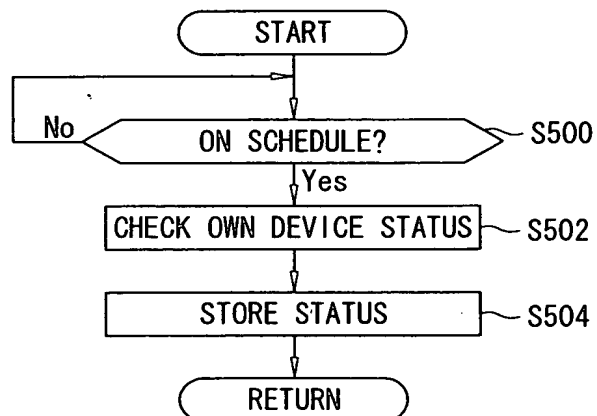 START
No
ON SCHEDULE?
S500
Yes
CHECK OWN DEVICE STATUS
S502
STORE STATUS
S504
RETURN